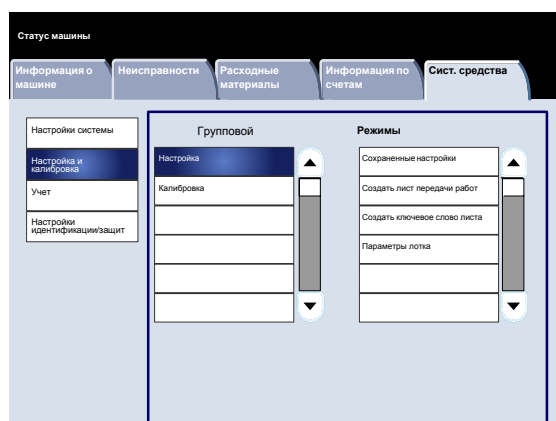 Статус машины
Информация о
машине
Неисправности
Расходные
материалы
Информация по
счетам
Сист. средства
Настройки системы
Настройка и
калибровка
Учет
Настройки
идентификации/защит
Групповой
Настройка
Калибровка
Режимы
Сохраненные настройки
Создать лист передачи работ
Создать ключевое слово листа
Параметры лотка